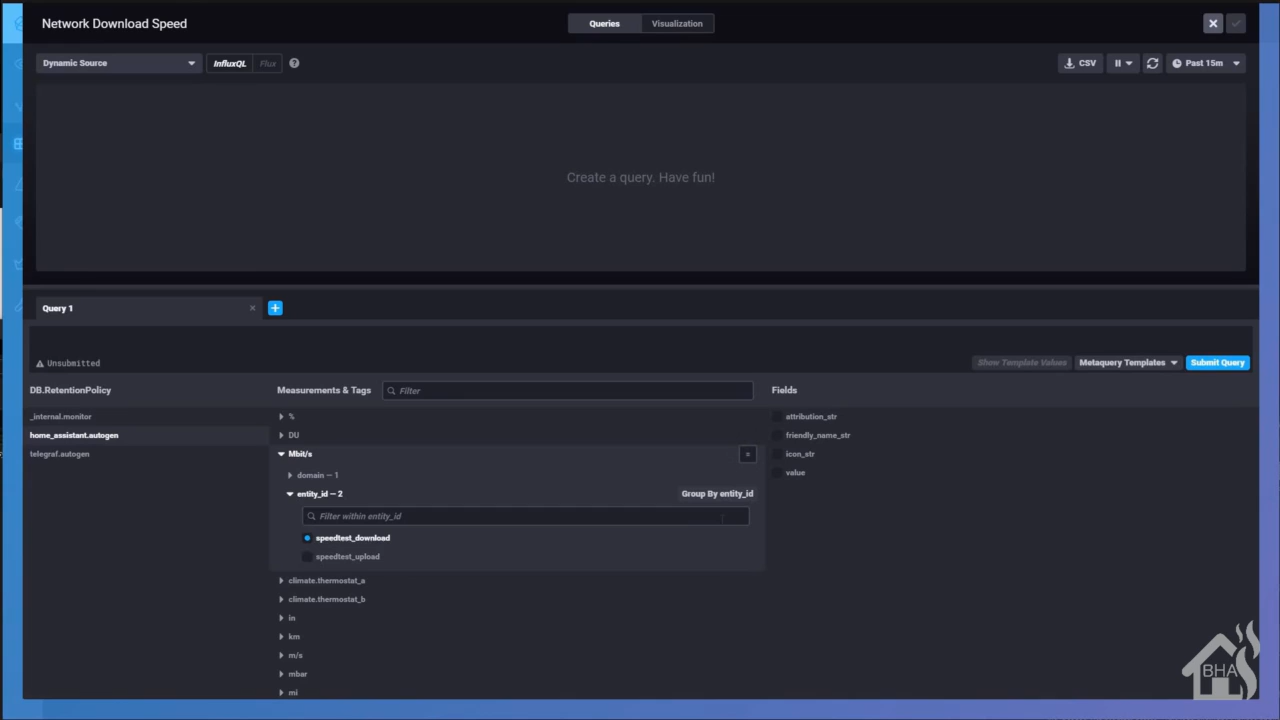 Network Download Speed
Queries
Visualization
Dynamic Source
InfluxQL
Flux
CSV
Past 15m
Create a query. Have fun!
Query 1
Unsubmitted
Show Template Values
Metaquery Templates
Submit Query
DB.RetentionPolicy
Measurements & Tags
Filter
Fields
_internal.monitor
%
attribution_str
home_assistant.autogen
DU
friendly_name_str
telegraf.autogen
Mbit/s
=
icon_str
domain — 1
value
entity_id — 2
Group By entity_id
Filter within entity_id
speedtest_download
speedtest_upload
climate.thermostat_a
climate.thermostat_b
in
km
m/s
mbar
mi
BHA